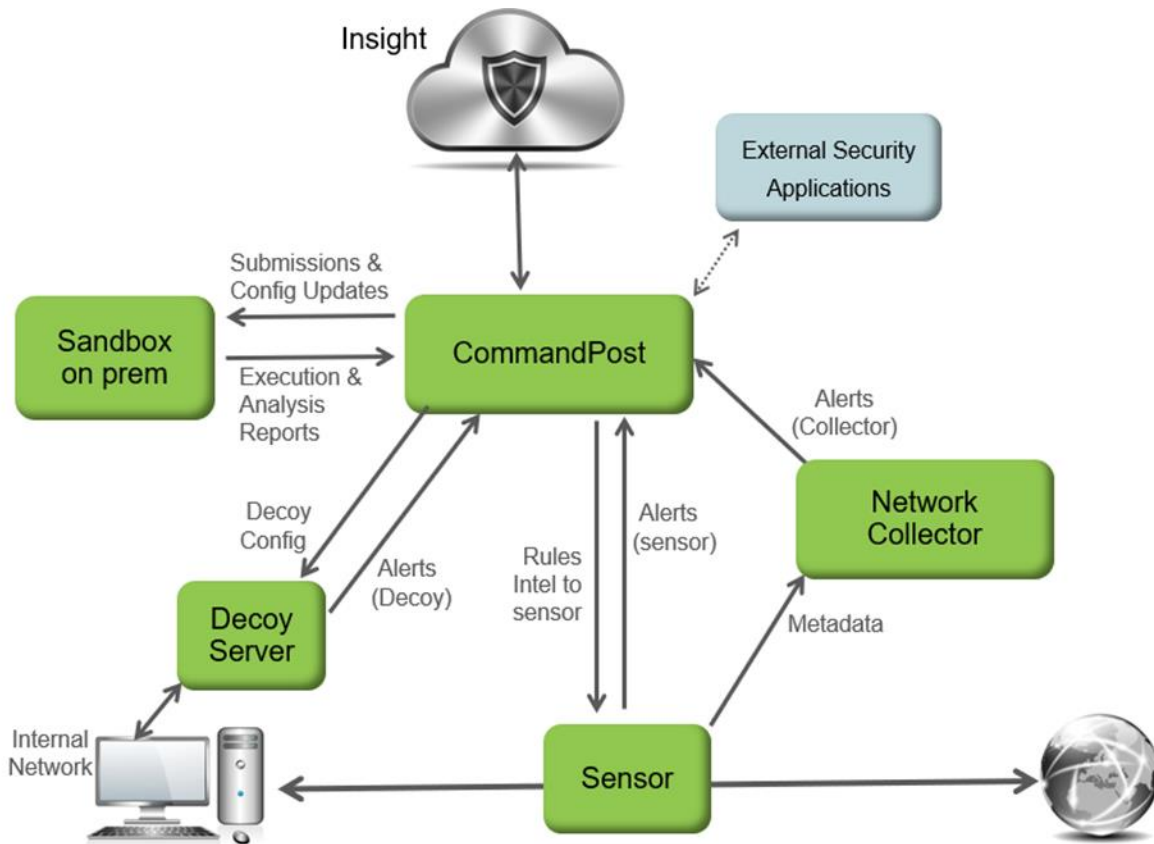 Insight
External Security
Applications
Submissions &
Config Updates
Sandbox
on prem
CommandPost
Execution &
Analysis
Reports
Alerts
(Collector)
Network
Collector
Decoy
Config
Alerts
(Decoy)
Rules
Intel to
sensor
Alerts
(sensor)
Metadata
Decoy
Server
Internal
Network
Sensor